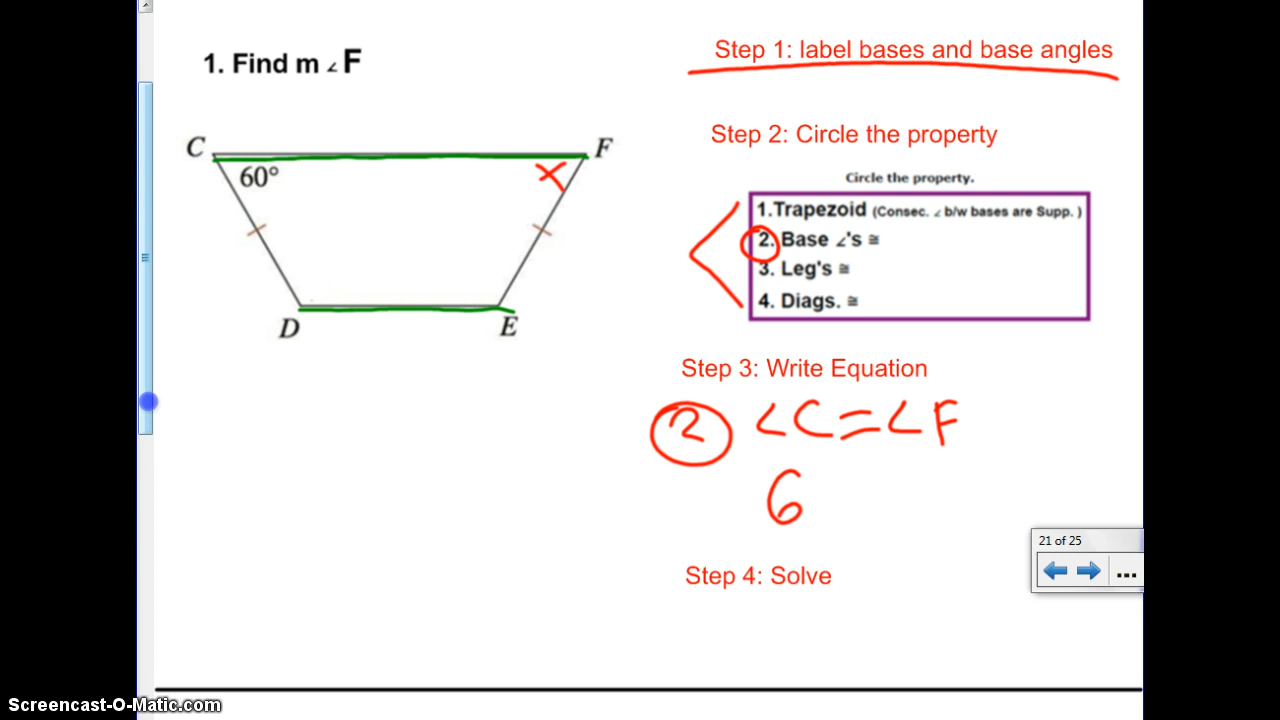 1. Find m∠F
Step 1: label bases and base angles
Step 2: Circle the property
C
F
60°
x
D
E
Circle the property.
1.Trapezoid (Consec. ∠ b/w bases are Supp. )
2. Base ∠'s ≅
3. Leg's ≅
4. Diags. ≅
Step 3: Write Equation
2 ∠C = ∠F
6
Step 4: Solve
21 of 25
...
Screencast-O-Matic.com